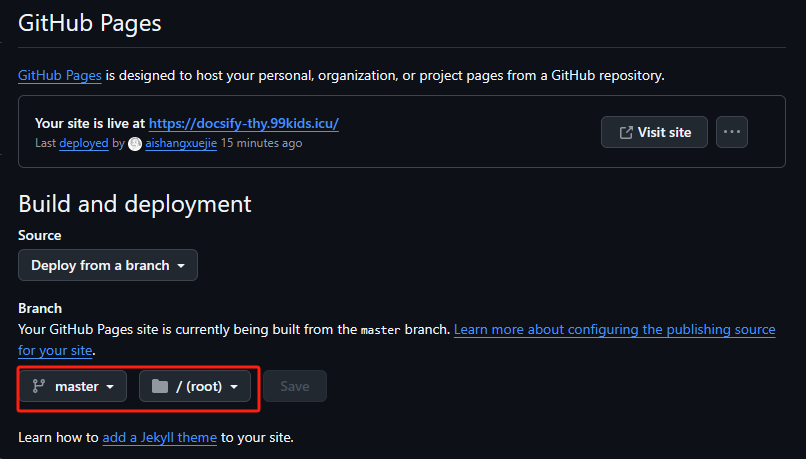 GitHub Pages
GitHub Pages is designed to host your personal, organization, or project pages from a GitHub repository.
Your site is live at https://docsify-thy.99kids.icu/
Last deployed by aishangxuejie 15 minutes ago
Visit site
Build and deployment
Source
Deploy from a branch
Branch
Your GitHub Pages site is currently being built from the master branch. Learn more about configuring the publishing source
for your site.
master
/ (root)
Save
Learn how to add a Jekyll theme to your site.